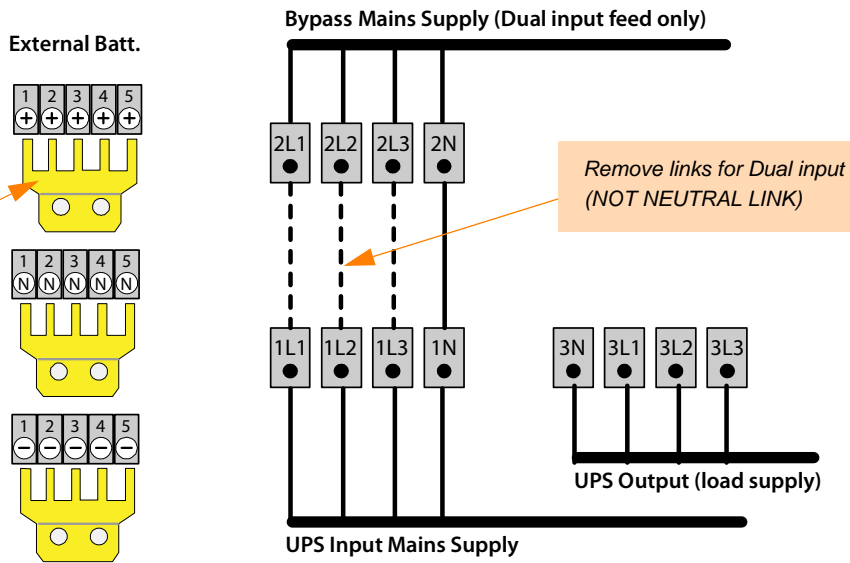 Bypass Mains Supply (Dual input feed only)
External Batt.
1 2 3 4 5
+ + + + +
2L1 2L2 2L3 2N
Remove links for Dual input
(NOT NEUTRAL LINK)
1 2 3 4 5
N N N N N
1L1 1L2 1L3 1N
3N 3L1 3L2 3L3
1 2 3 4 5
− − − − −
UPS Output (load supply)
UPS Input Mains Supply